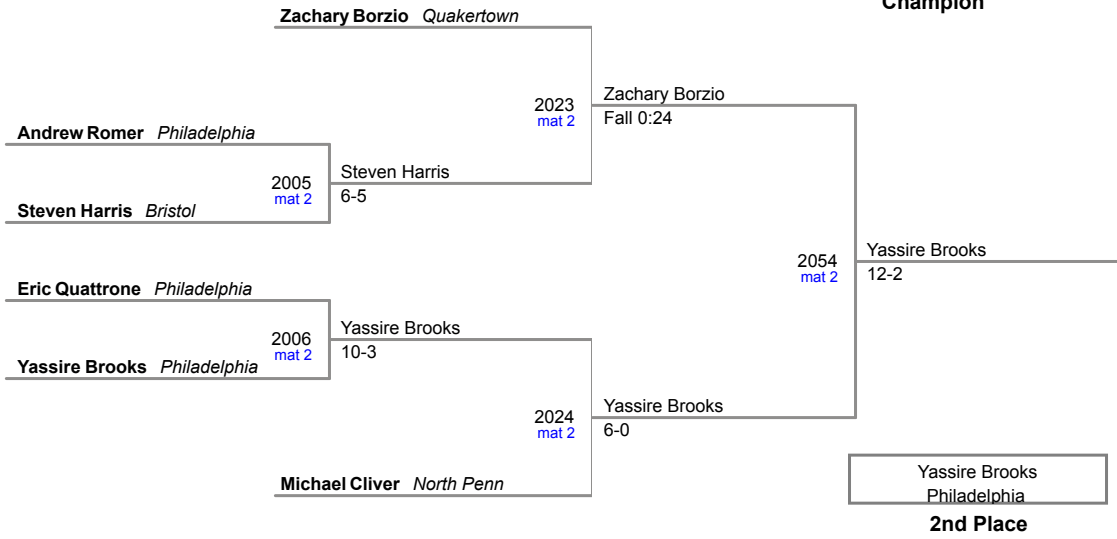 Champion
Zachary Borzio Quakertown
2023
mat 2
Zachary Borzio
Fall 0:24
Andrew Romer Philadelphia
2005
mat 2
Steven Harris
6-5
Steven Harris Bristol
2054
mat 2
Yassire Brooks
12-2
Eric Quattrone Philadelphia
2006
mat 2
Yassire Brooks
10-3
Yassire Brooks Philadelphia
2024
mat 2
Yassire Brooks
6-0
Michael Cliver North Penn
Yassire Brooks
Philadelphia
2nd Place